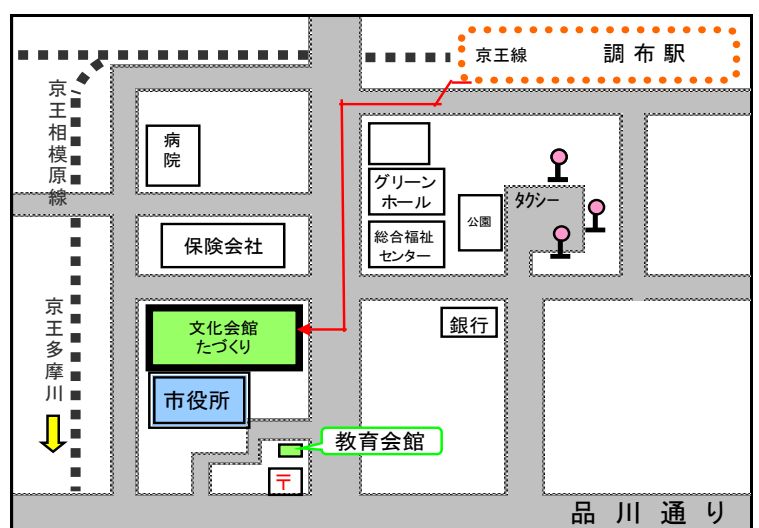 京王線
調布駅
京王相模原線
病院
グリーン
ホール
総合福祉
センター
公園
タクシー
保険会社
京王多摩川
文化会館
たづくり
銀行
市役所
教育会館
〒
品川通り